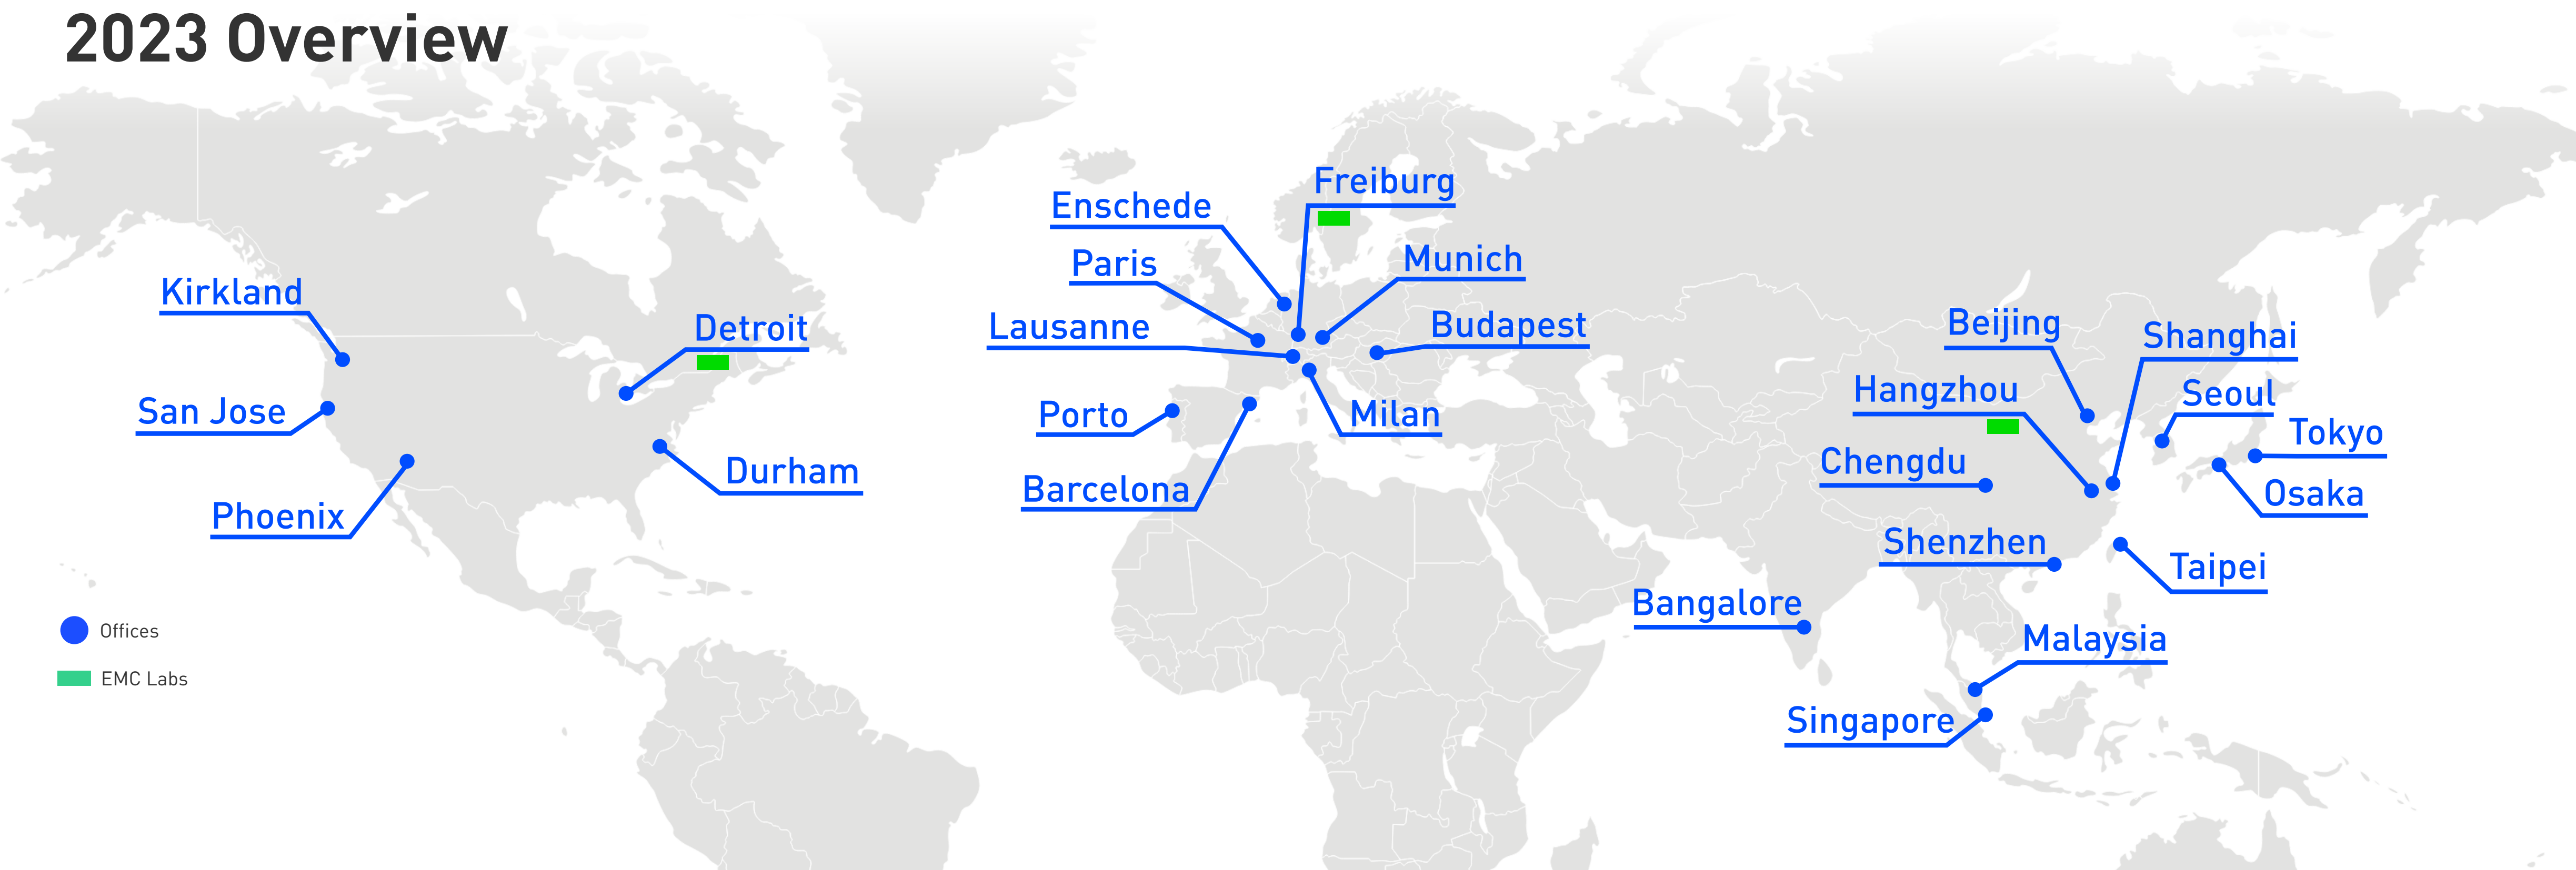 2023 Overview
Freiburg
Enschede
Munich
Paris
Kirkland
Detroit
Lausanne
Budapest
Beijing
Shanghai
Hangzhou
Seoul
San Jose
Porto
Milan
Tokyo
Durham
Chengdu
Barcelona
Osaka
Phoenix
Shenzhen
Taipei
Bangalore
Offices
Malaysia
EMC Labs
Singapore